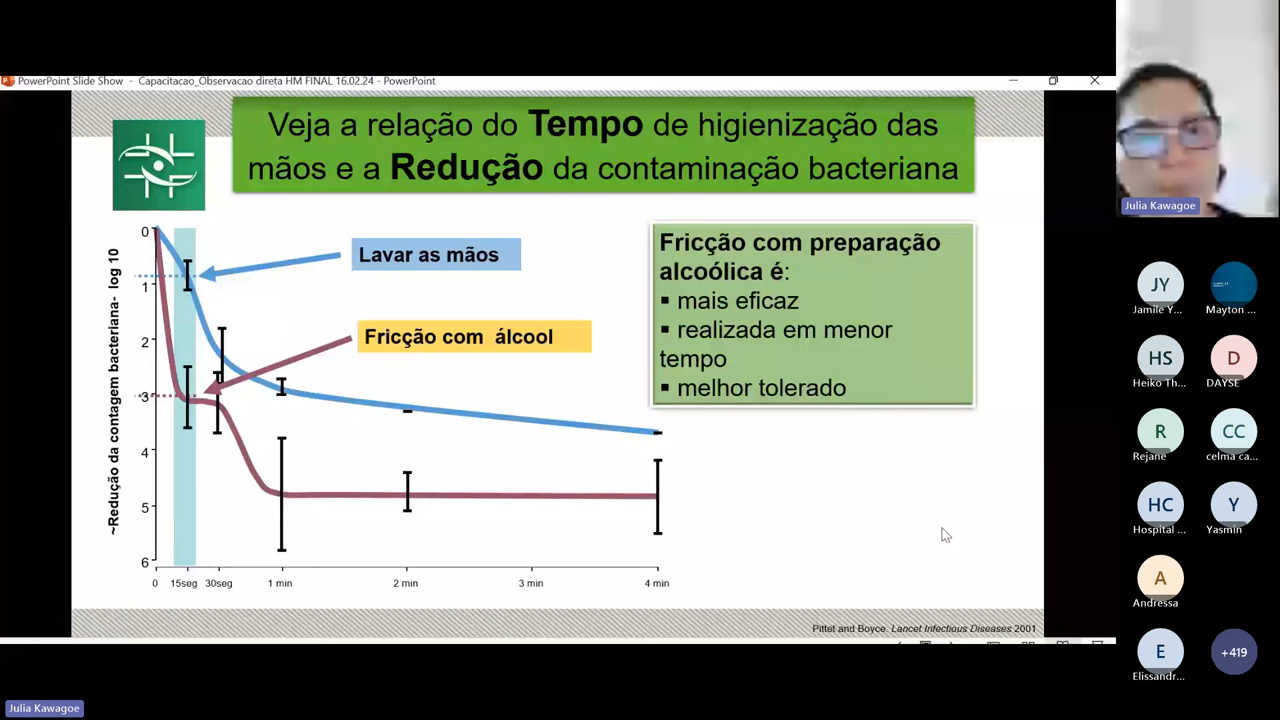 PowerPoint Slide Show - Capacitacao_Observacao direta HM FINAL 16.02.24 - PowerPoint
Veja a relação do Tempo de higienização das
mãos e a Redução da contaminação bacteriana
~Redução da contagem bacteriana- log 10
0
1
2
3
4
5
6
0 15seg 30seg 1 min 2 min 3 min 4 min
Lavar as mãos
Fricção com álcool
Fricção com preparação
alcoólica é:
▪ mais eficaz
▪ realizada em menor
tempo
▪ melhor tolerado
Pittet and Boyce. Lancet Infectious Diseases 2001
Julia Kawagoe
JY
Jamile Y...
Mayton ...
HS
Heiko Th...
D
DAYSE
R
Rejane
CC
celma ca...
HC
Hospital ...
Y
Yasmin
A
Andressa
E
Elissandr...
+419
Julia Kawagoe